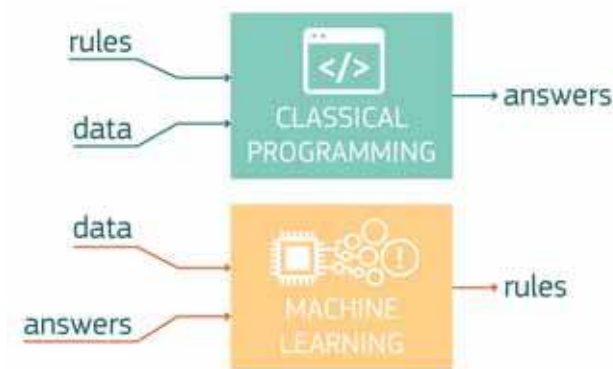 rules
data
</>
CLASSICAL
PROGRAMMING
answers
data
answers
!
MACHINE
LEARNING
rules